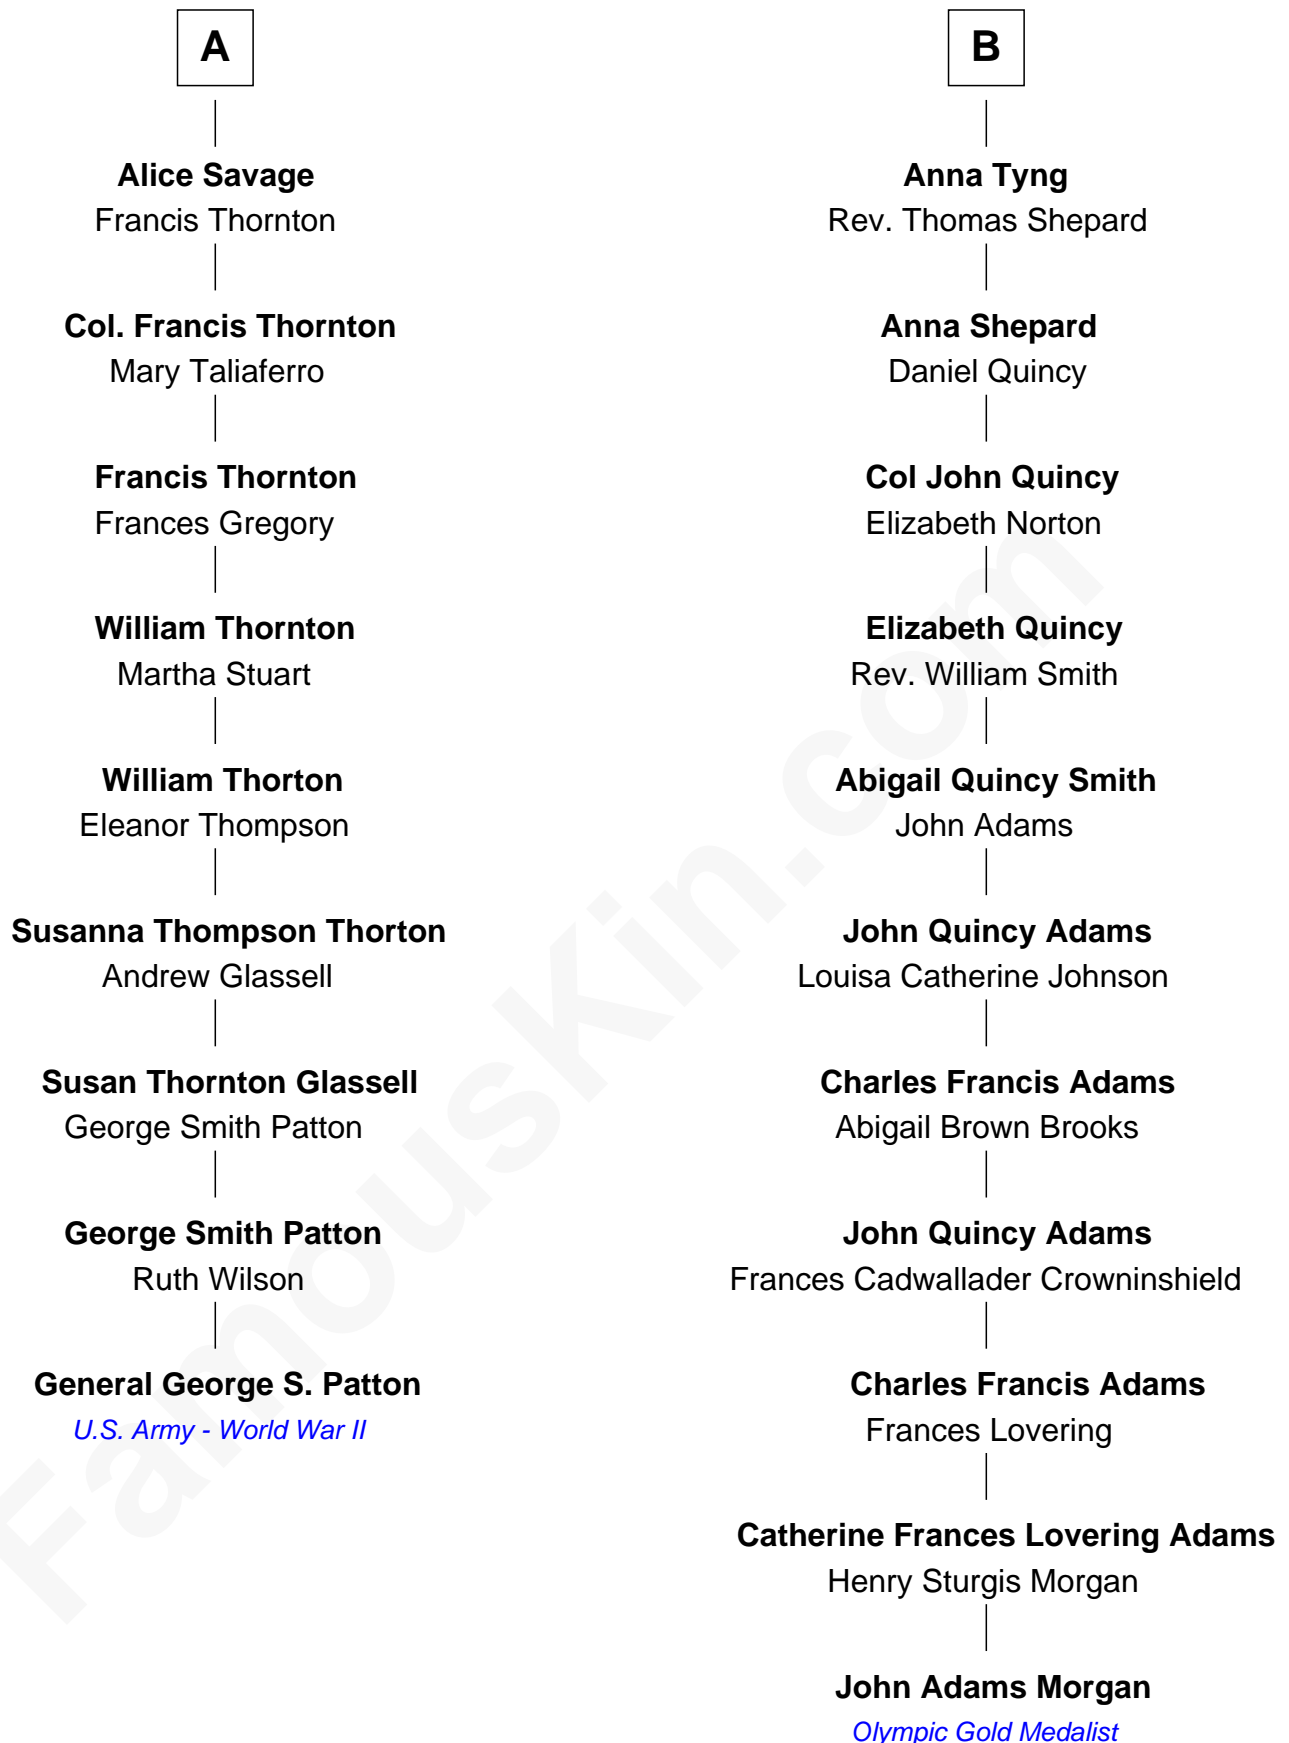 A
Alice Savage
Francis Thornton
Col. Francis Thornton
Mary Taliaferro
Francis Thornton
Frances Gregory
William Thornton
Martha Stuart
William Thorton
Eleanor Thompson
Susanna Thompson Thorton
Andrew Glassell
Susan Thornton Glassell
George Smith Patton
George Smith Patton
Ruth Wilson
General George S. Patton
U.S. Army - World War II
B
Anna Tyng
Rev. Thomas Shepard
Anna Shepard
Daniel Quincy
Col John Quincy
Elizabeth Norton
Elizabeth Quincy
Rev. William Smith
Abigail Quincy Smith
John Adams
John Quincy Adams
Louisa Catherine Johnson
Charles Francis Adams
Abigail Brown Brooks
John Quincy Adams
Frances Cadwallader Crowninshield
Charles Francis Adams
Frances Lovering
Catherine Frances Lovering Adams
Henry Sturgis Morgan
John Adams Morgan
Olympic Gold Medalist
FamousKin.com